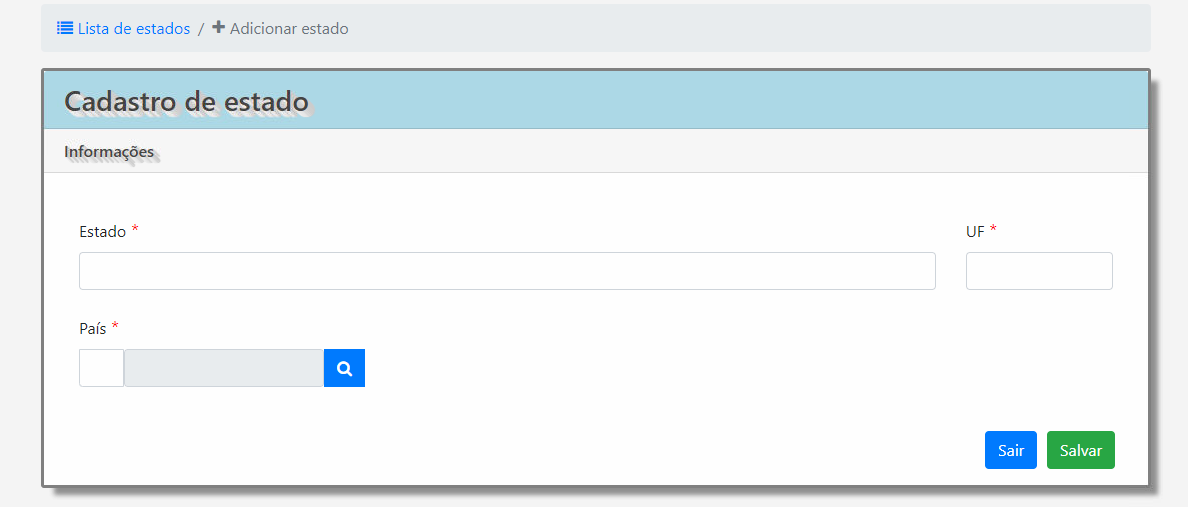 Lista de estados / Adicionar estado
Cadastro de estado
Informações
Estado * UF *
País *
Sair Salvar